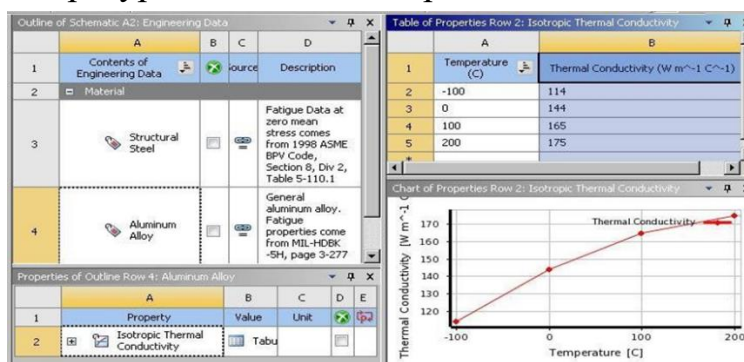 Outline of Schematic A2: Engineering Data
A B C D
1 Contents of Engineering Data Source Description
2 Material
3 Structural Steel Fatigue Data at zero mean stress comes from 1998 ASME BPV Code, Section 8, Div 2, Table 5-110.1
4 Aluminum Alloy General aluminum alloy. Fatigue properties come from MIL-HDBK -5H, page 3-277
Properties of Outline Row 4: Aluminum Alloy
A B C D E
1 Property Value Unit
2 Isotropic Thermal Conductivity Tabu
Table of Properties Row 2: Isotropic Thermal Conductivity
A B
1 Temperature (C) Thermal Conductivity (W m^-1 C^-1)
2 -100 114
3 0 144
4 100 165
5 200 175
*
Chart of Properties Row 2: Isotropic Thermal Conductivity
Thermal Conductivity [W m^-1 C
170
160
150
140
130
120
Thermal Conductivity
-100 0 100 200
Temperature [C]